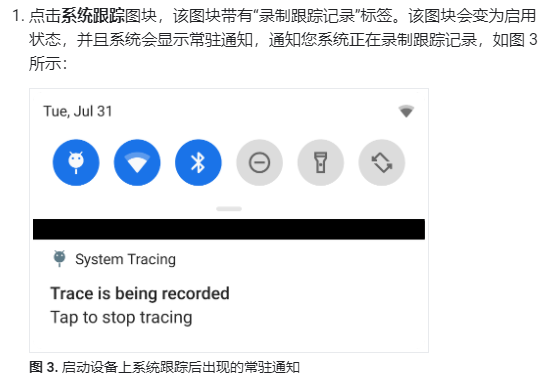 1. 点击系统跟踪图块，该图块带有“录制跟踪记录”标签。该图块会变为启用
状态，并且系统会显示常驻通知，通知您系统正在录制跟踪记录，如图 3
所示：
Tue, Jul 31
System Tracing
Trace is being recorded
Tap to stop tracing
图 3. 启动设备上系统跟踪后出现的常驻通知